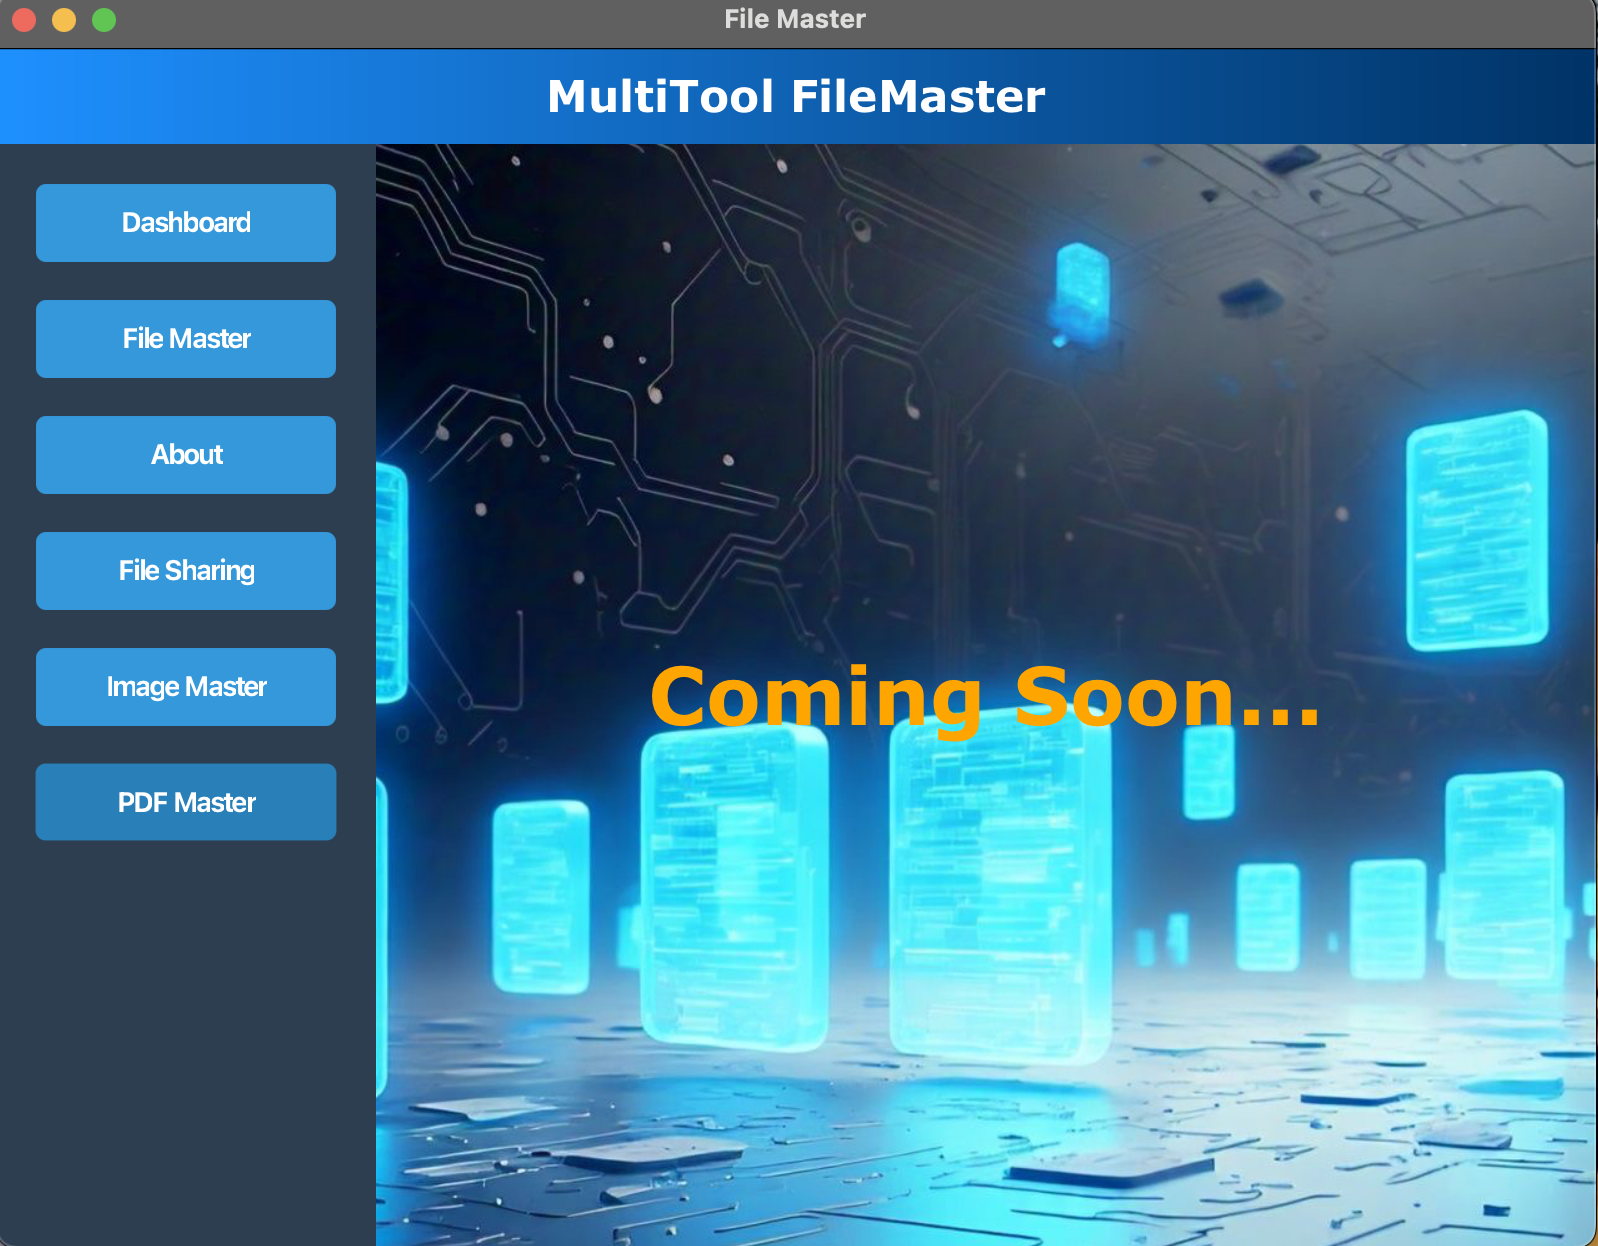 File Master
MultiTool FileMaster
Dashboard
File Master
About
File Sharing
Image Master
PDF Master
Coming Soon...